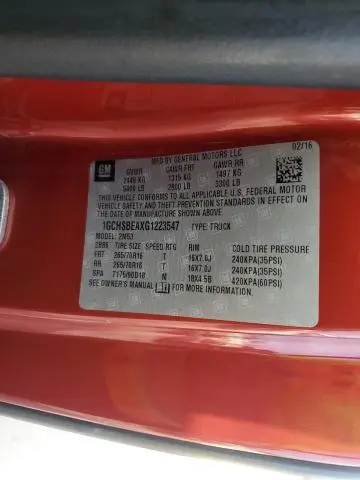 GM
MFD BY GENERAL MOTORS LLC
02/16
GVWR GAWR FRT GAWR RR
2449 KG 1315 KG 1497 KG
5400 LB 2900 LB 3300 LB
THIS VEHICLE CONFORMS TO ALL APPLICABLE U.S. FEDERAL MOTOR
VEHICLE SAFETY, BUMPER, AND THEFT PREVENTION STANDARDS IN EFFECT ON
THE DATE OF MANUFACTURE SHOWN ABOVE.
1GCHSBEAXG1223547 TYPE: TRUCK
MODEL: 2M53
TIRE SIZE SPEED RTG RIM COLD TIRE PRESSURE
FRT 265/70R16 T 16X7.0J 240KPA(35PSI)
RR 265/70R16 T 16X7.0J 240KPA(35PSI)
SPA T175/90D18 M 18X4.5B 420KPA(60PSI)
SEE OWNER'S MANUAL FOR MORE INFORMATION.